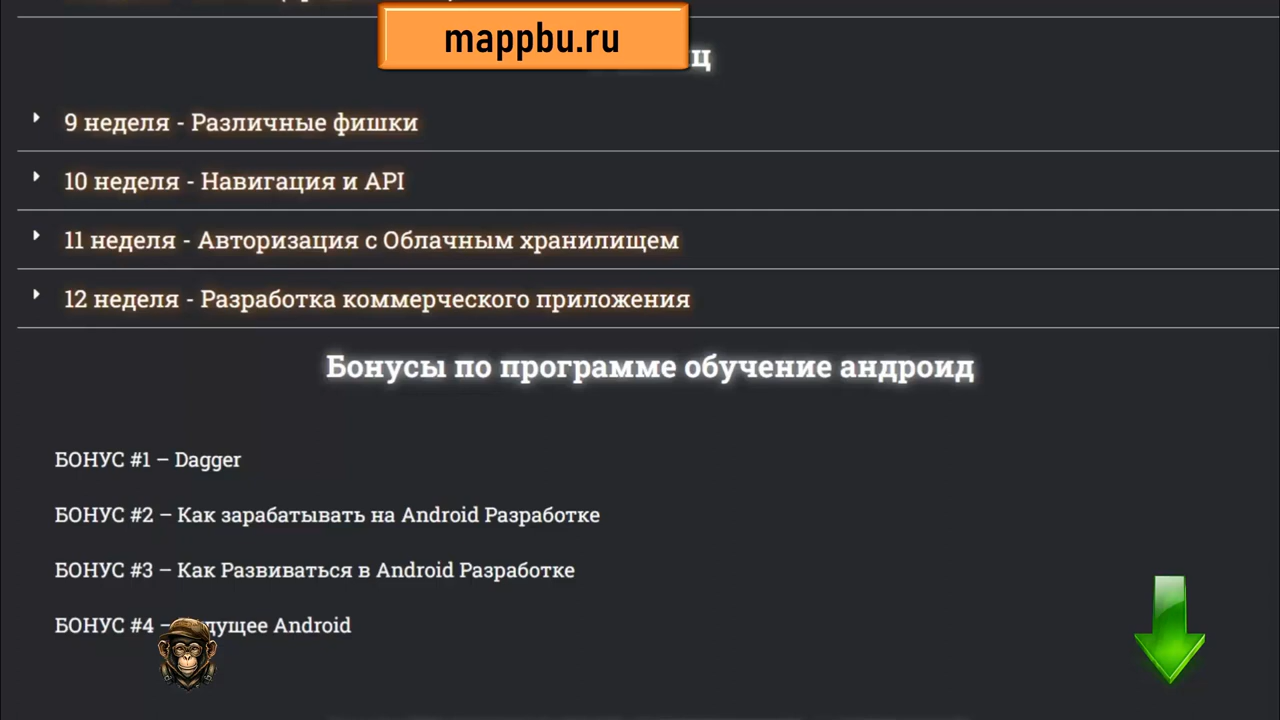 mappbu.ru
9 неделя - Различные фишки
10 неделя - Навигация и API
11 неделя - Авторизация с Облачным хранилищем
12 неделя - Разработка коммерческого приложения
Бонусы по программе обучение андроид
БОНУС #1 – Dagger
БОНУС #2 – Как зарабатывать на Android Разработке
БОНУС #3 – Как Развиваться в Android Разработке
БОНУС #4 – Android